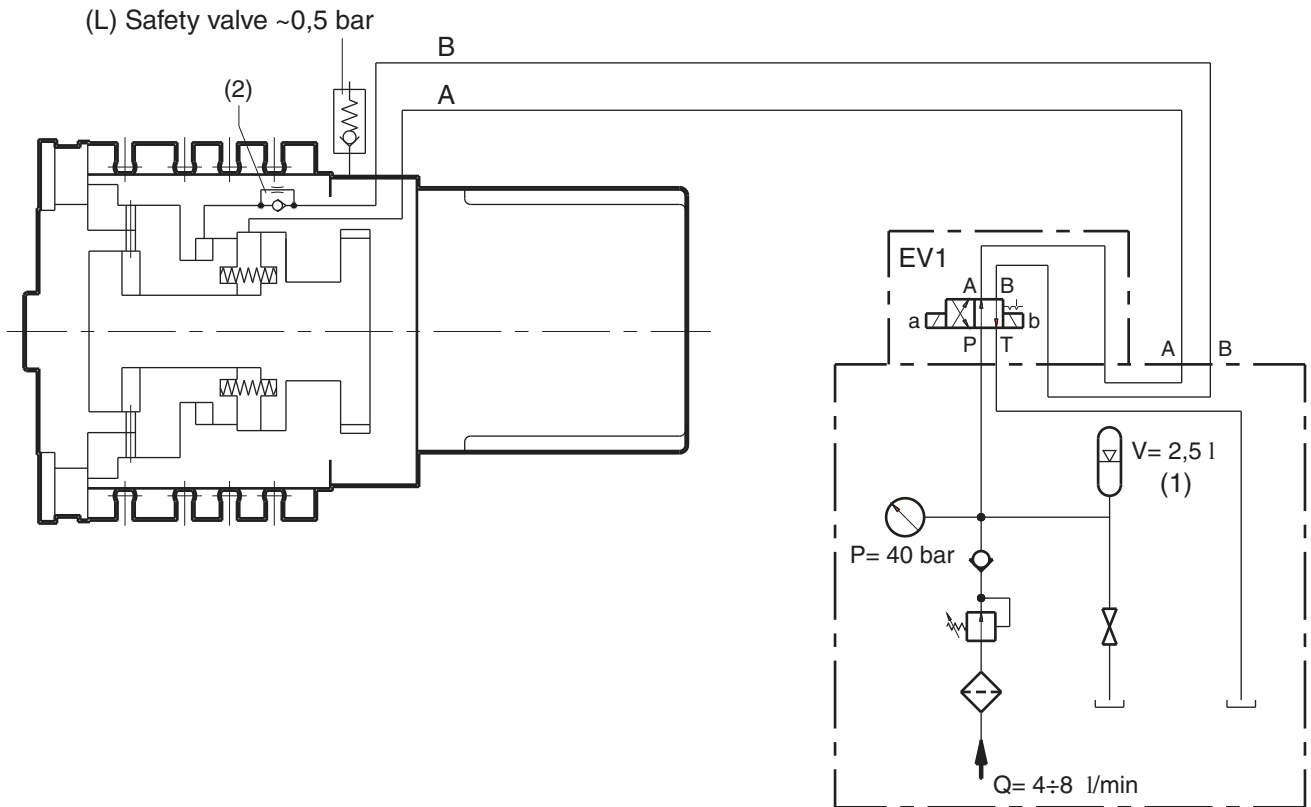 (L) Safety valve ~0,5 bar
B
(2)
A
EV1
A B
a b
P T
A B
V= 2,5 l
(1)
P= 40 bar
Q= 4÷8 l/min